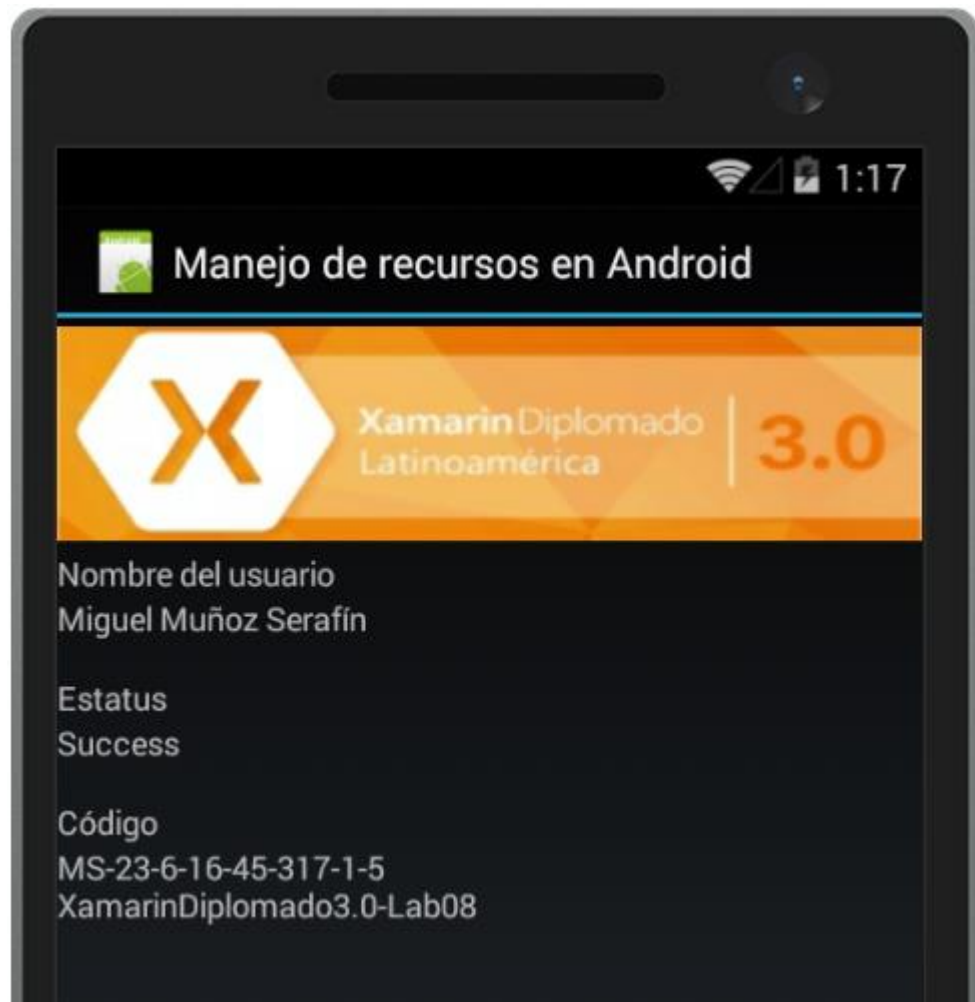 1:17
Manejo de recursos en Android
XamarinDiplomado
Latinoamérica
3.0
Nombre del usuario
Miguel Muñoz Serafín
Estatus
Success
Código
MS-23-6-16-45-317-1-5
XamarinDiplomado3.0-Lab08